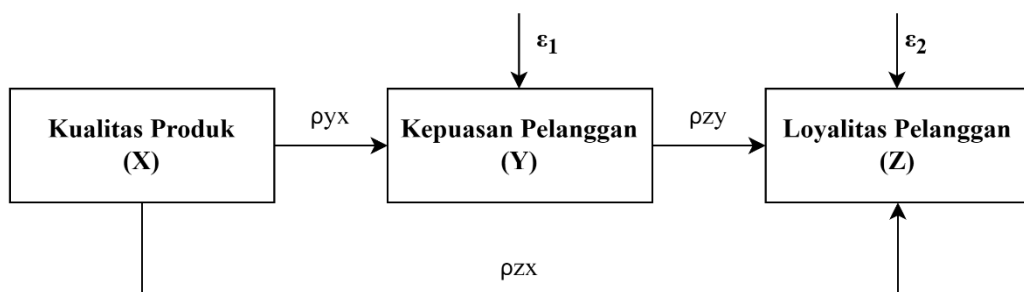 ε1
ε2
Kualitas Produk
(X)
ρyx
Kepuasan Pelanggan
(Y)
ρzy
Loyalitas Pelanggan
(Z)
ρzx